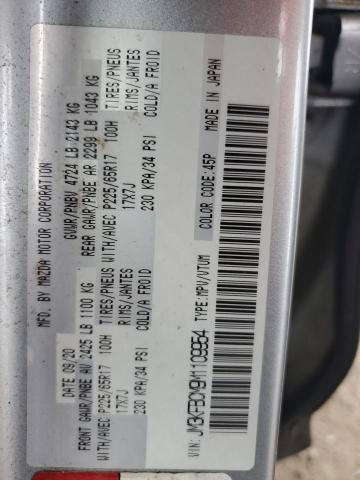 MFD. BY MAZDA MOTOR CORPORATION
DATE 09/20 GVWR/PNBV 4724 LB 2143 KG
FRONT GAWR/PNBE AV 2425 LB 1100 KG REAR GAWR/PNBE AR 2299 LB 1043 KG
WITH/AVEC P225/65R17 100H TIRES/PNEUS WITH/AVEC P225/65R17 100H TIRES/PNEUS
17X7J RIMS/JANTES 17X7J RIMS/JANTES
230 KPA/34 PSI COLD/A FROID 230 KPA/34 PSI COLD/A FROID
VIN: JM3KFBCM9M1109954 TYPE:MPV/VTUM
COLOR CODE:45P MADE IN JAPAN